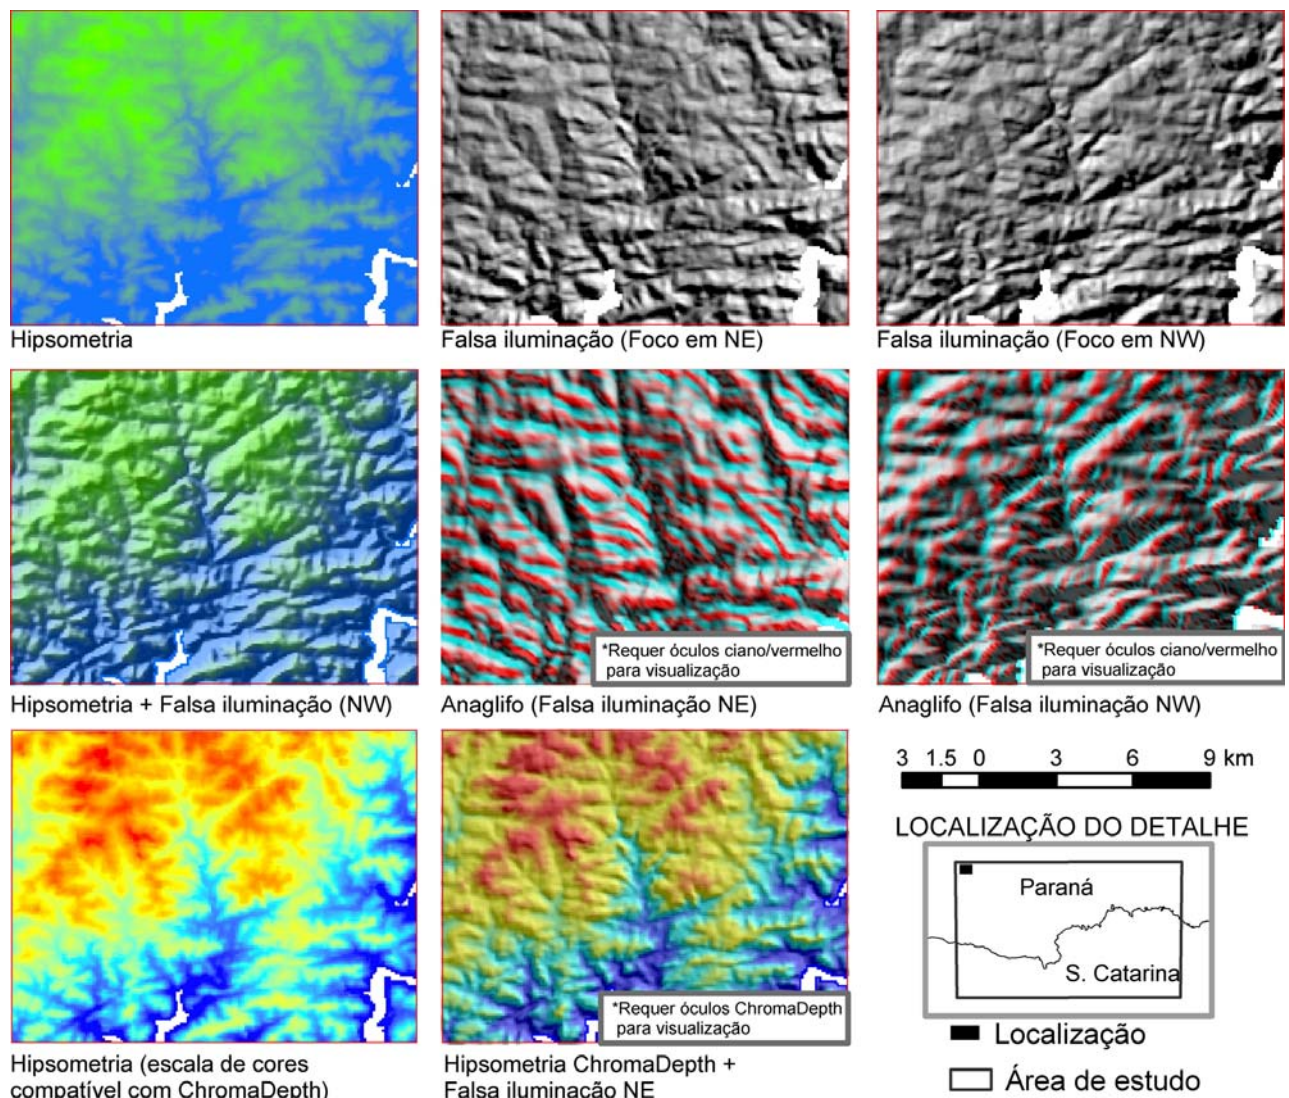 Hipsometria
Falsa iluminação (Foco em NE)
Falsa iluminação (Foco em NW)
Hipsometria + Falsa iluminação (NW)
*Requer óculos ciano/vermelho
para visualização
Anaglifo (Falsa iluminação NE)
*Requer óculos ciano/vermelho
para visualização
Anaglifo (Falsa iluminação NW)
Hipsometria (escala de cores
compatível com ChromaDepth)
*Requer óculos ChromaDepth
para visualização
Hipsometria ChromaDepth +
Falsa iluminação NE
3 1.5 0 3 6 9 km
LOCALIZAÇÃO DO DETALHE
Paraná
S. Catarina
Localização
Área de estudo